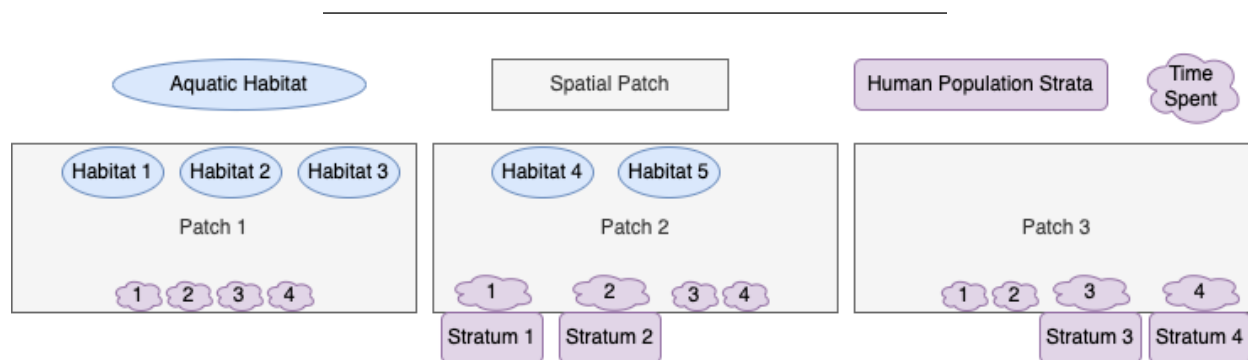 Aquatic Habitat
Spatial Patch
Human Population Strata
Time
Spent
Habitat 1
Habitat 2
Habitat 3
Patch 1
1
2
3
4
Habitat 4
Habitat 5
Patch 2
1
2
3
4
Stratum 1
Stratum 2
Patch 3
1
2
3
4
Stratum 3
Stratum 4